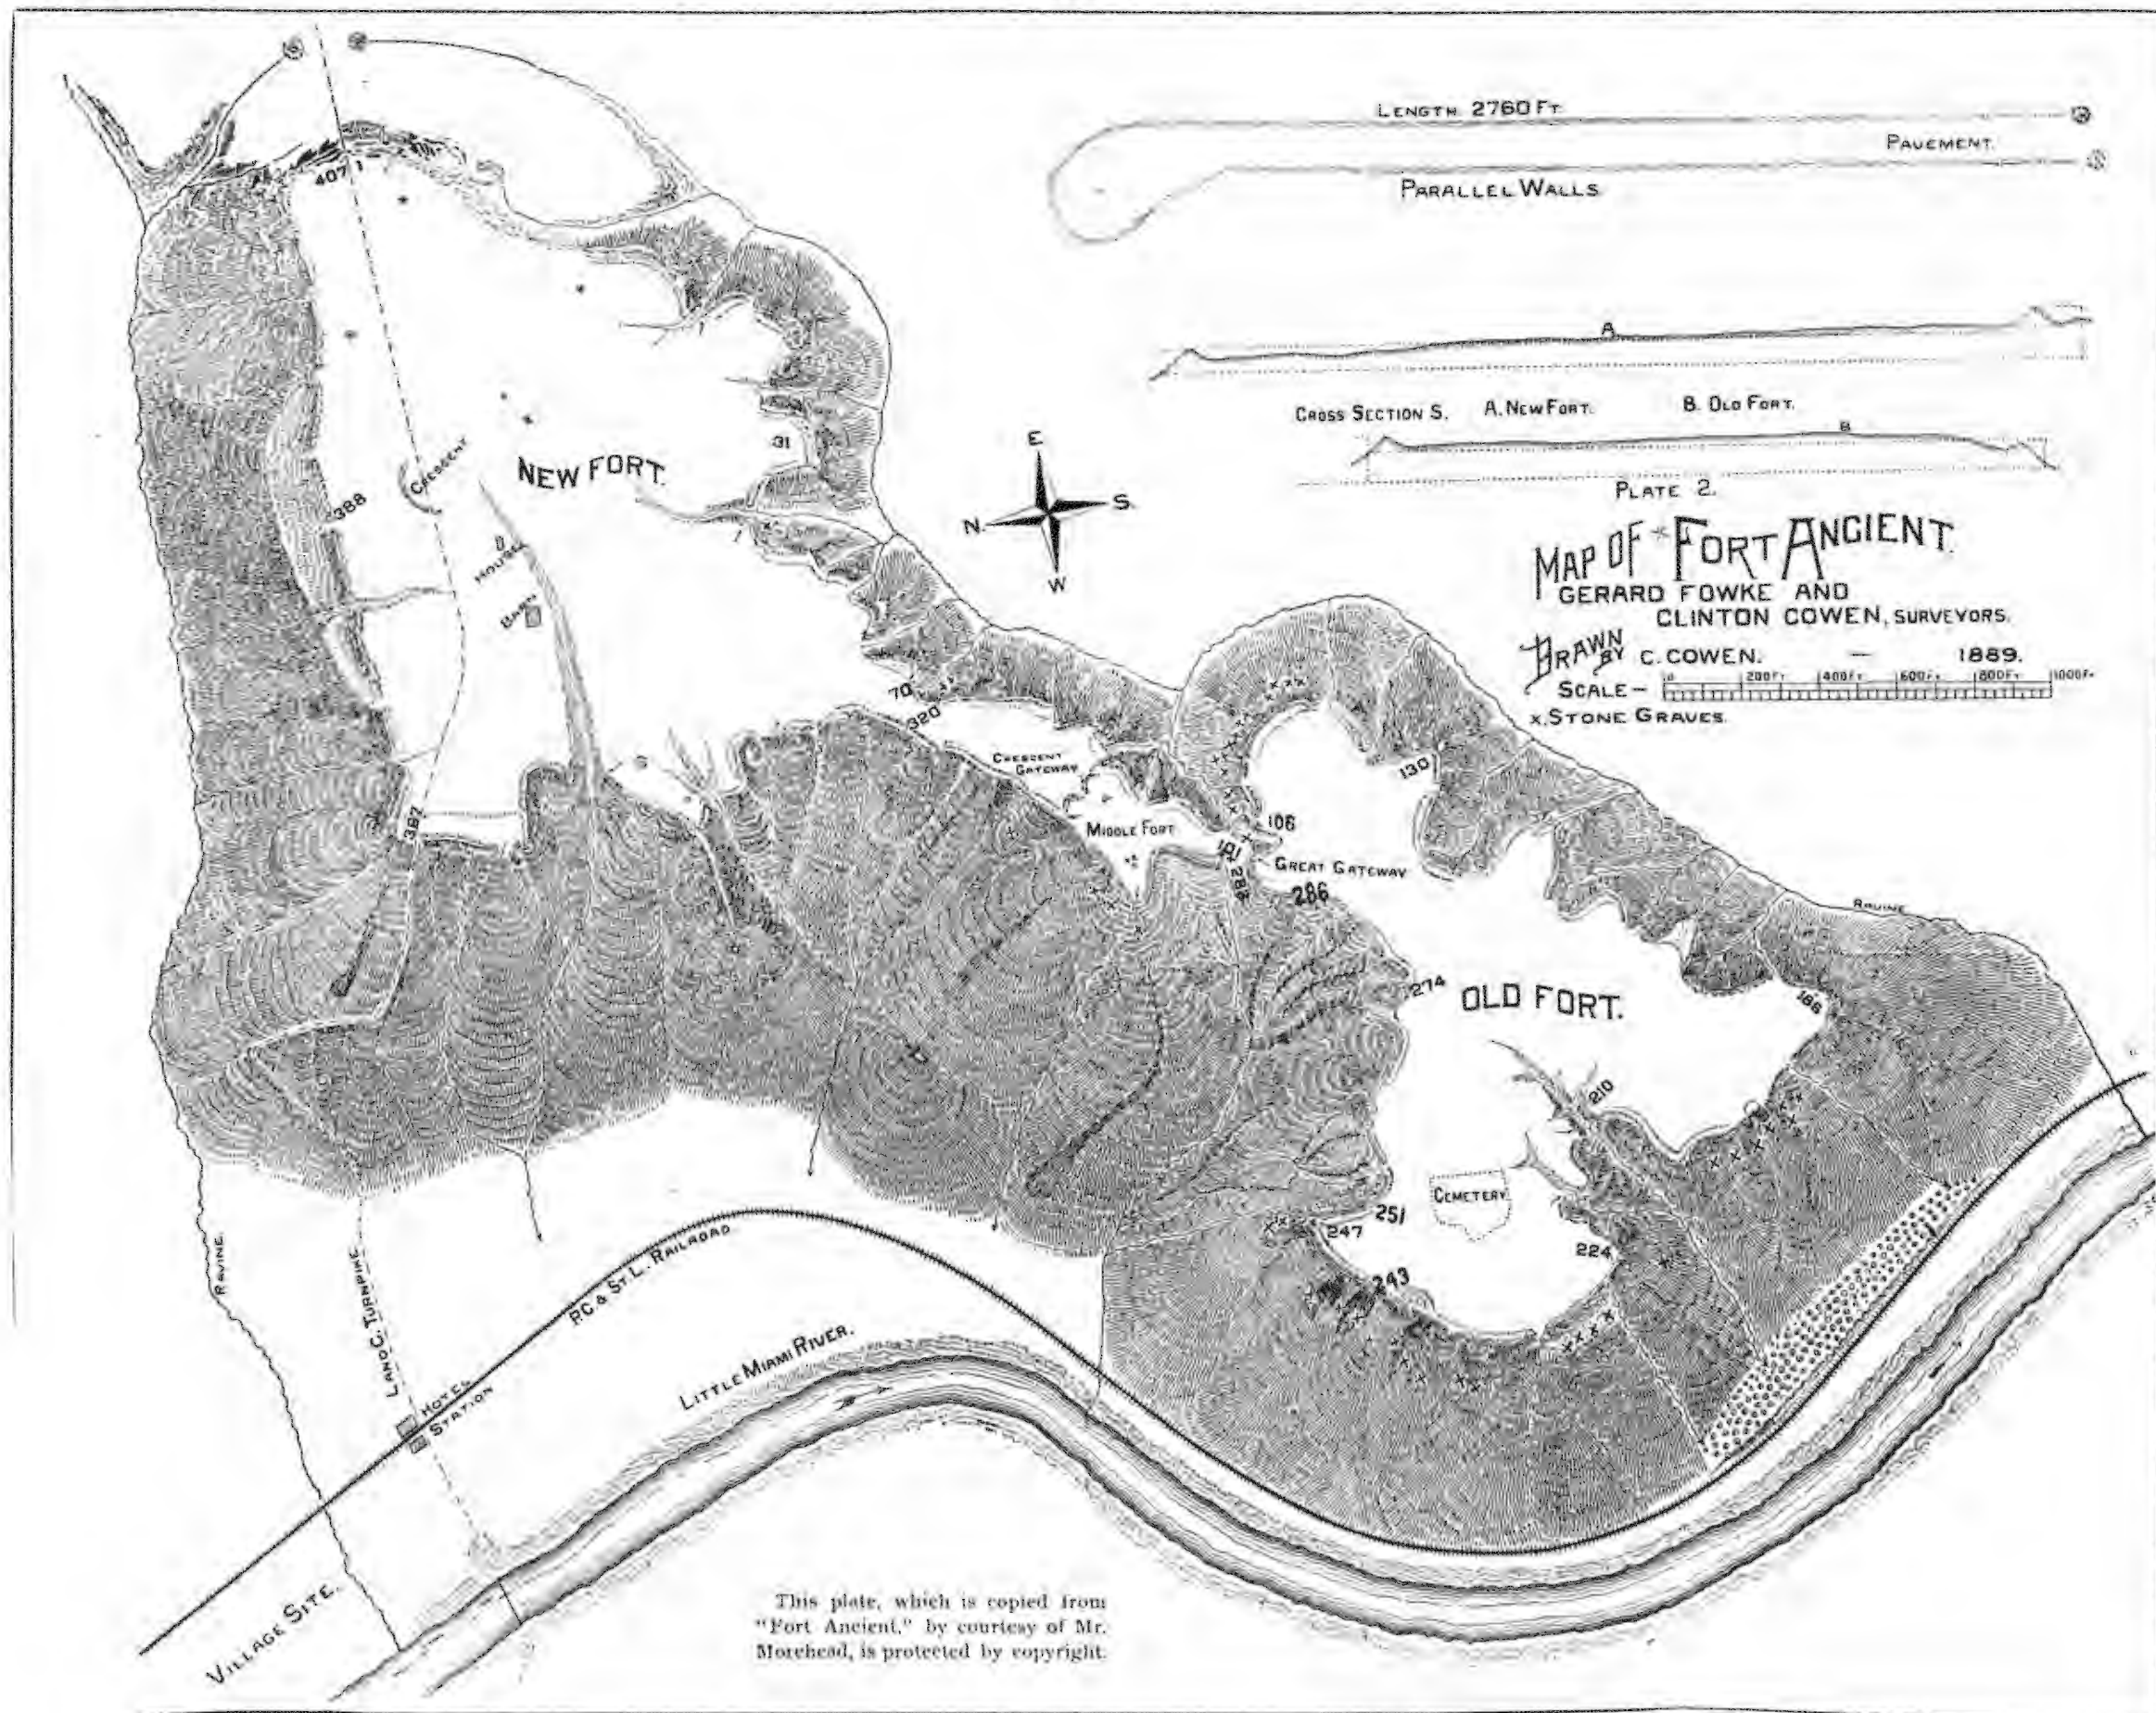 LENGTH 2760 FT.
PAVEMENT.
PARALLEL WALLS
A
CROSS SECTION S. A. NEW FORT. B. OLD FORT.
B
PLATE 2.
MAP OF FORT ANCIENT.
GERARD FOWKE AND
CLINTON COWEN, SURVEYORS.
DRAWN BY C. COWEN. — 1889.
SCALE— 0 200 FT 400 FT 600 FT 800 FT 1000 FT
x. STONE GRAVES.
E
N
S.
W
407
31
NEW FORT.
CRESCENT
388
HOUSE
BARN
70
320
CRESCENT
GATEWAY
130
387
MIDDLE FORT
106
101
GREAT GATEWAY
288
286
RAVINE
274
OLD FORT.
188
210
CEMETERY
251
247
224
243
RAVINE
L AND C. TURNPIKE
P.C. & ST. L. RAILROAD
LITTLE MIAMI RIVER.
HOTEL
STATION
VILLAGE SITE.
This plate, which is copied from
"Fort Ancient," by courtesy of Mr.
Morehead, is protected by copyright.